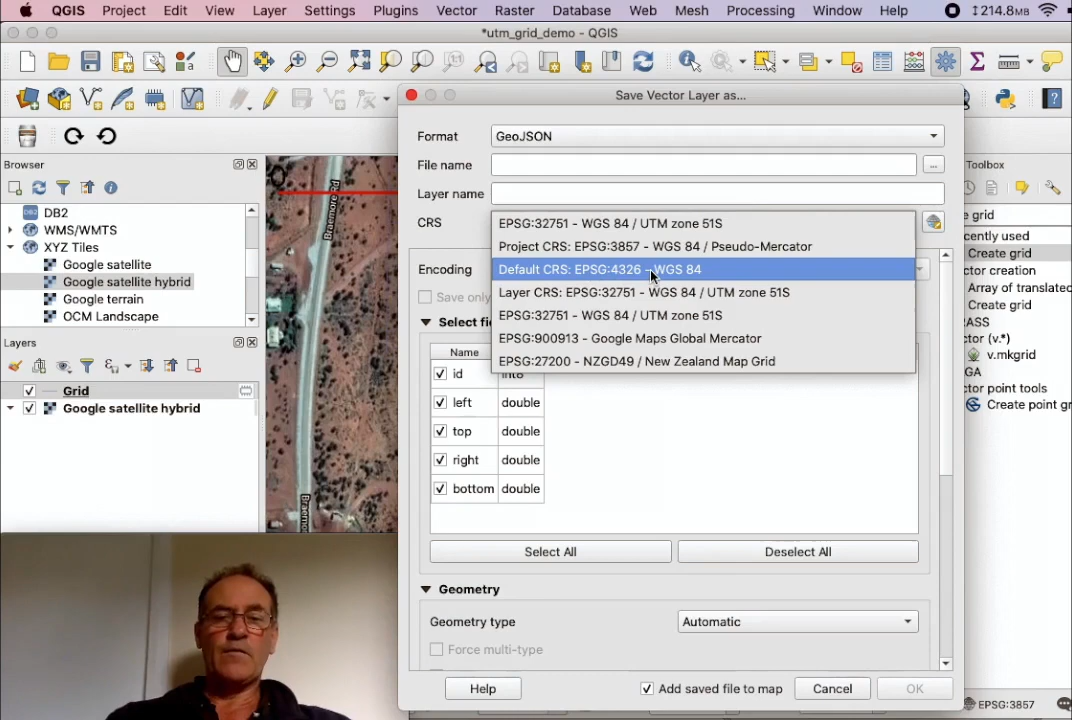 QGIS Project Edit View Layer Settings Plugins Vector Raster Database Web Mesh Processing Window Help 214.8MB
*utm_grid_demo - QGIS
Save Vector Layer as...
Format GeoJSON
File name ...
Layer name
CRS
EPSG:32751 - WGS 84 / UTM zone 51S
Project CRS: EPSG:3857 - WGS 84 / Pseudo-Mercator
Default CRS: EPSG:4326 - WGS 84
Layer CRS: EPSG:32751 - WGS 84 / UTM zone 51S
EPSG:32751 - WGS 84 / UTM zone 51S
EPSG:900913 - Google Maps Global Mercator
EPSG:27200 - NZGD49 / New Zealand Map Grid
Encoding
Save only
Select fie
Name
id int8
left double
top double
right double
bottom double
Select All Deselect All
Geometry
Geometry type Automatic
Force multi-type
Help Add saved file to map Cancel OK
Browser
DB2
WMS/WMTS
XYZ Tiles
Google satellite
Google satellite hybrid
Google terrain
OCM Landscape
Layers
Grid
Google satellite hybrid
Braemore Rd
Braemo
Toolbox
e grid
cently used
Create grid
ctor creation
Array of translated
Create grid
ASS
ctor (v.*)
v.mkgrid
GA
ctor point tools
Create point gr
EPSG:3857